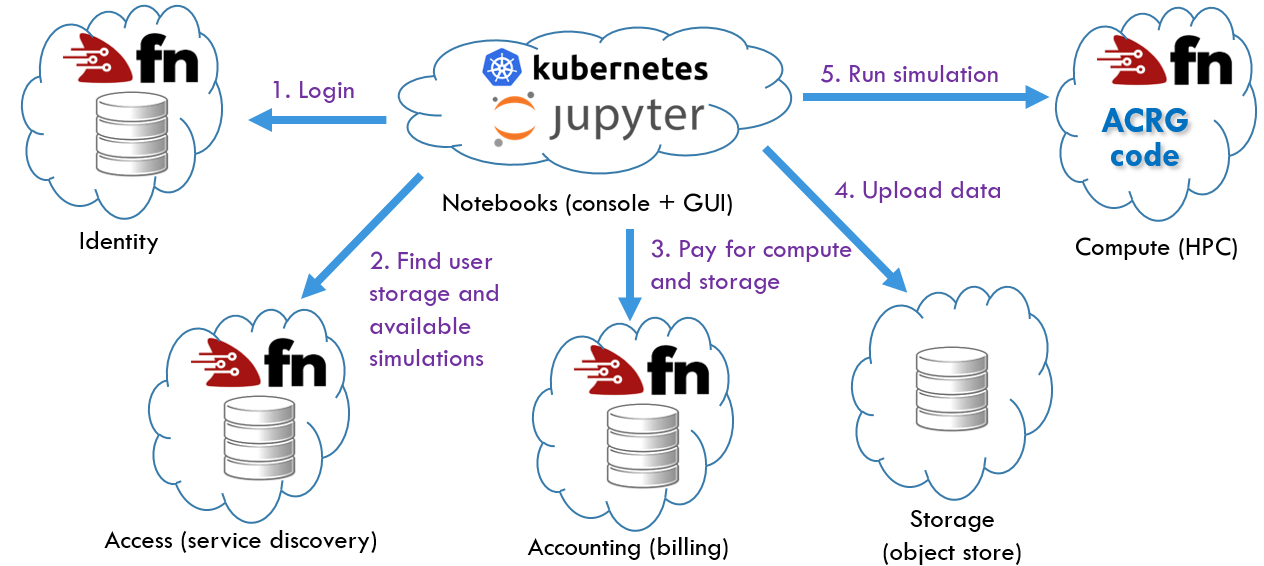 fn
1. Login
Identity
kubernetes
jupyter
Notebooks (console + GUI)
5. Run simulation
fn
ACRG
code
Compute (HPC)
4. Upload data
2. Find user
storage and
available
simulations
3. Pay for compute
and storage
fn
Access (service discovery)
fn
Accounting (billing)
Storage
(object store)